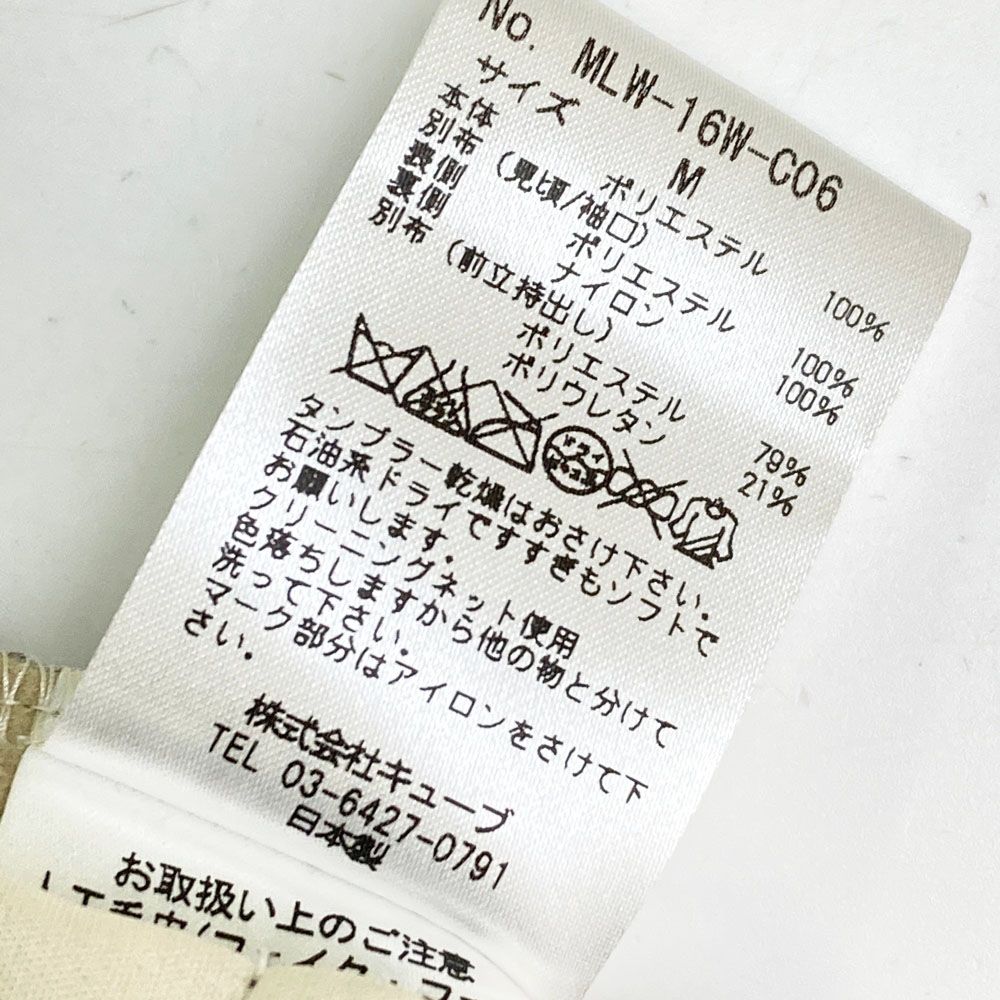 No. MLW-16W-C06
サイズ M
本体 ポリエステル 100%
別布 (見頃/袖口)
表側 ポリエステル 100%
裏側 ナイロン 100%
別布 (前立持出し)
ポリエステル 79%
ポリウレタン 21%
ドライ
タンブラー乾燥はおさけ下さい.
石油系ドライですすぎもソフトで
お願いします.
クリーニングネット使用
色落ちしますから他の物と分けて
洗って下さい.
マーク部分はアイロンをさけて下
さい.
株式会社キューブ
TEL 03-6427-0791
日本製
お取扱い上のご注意